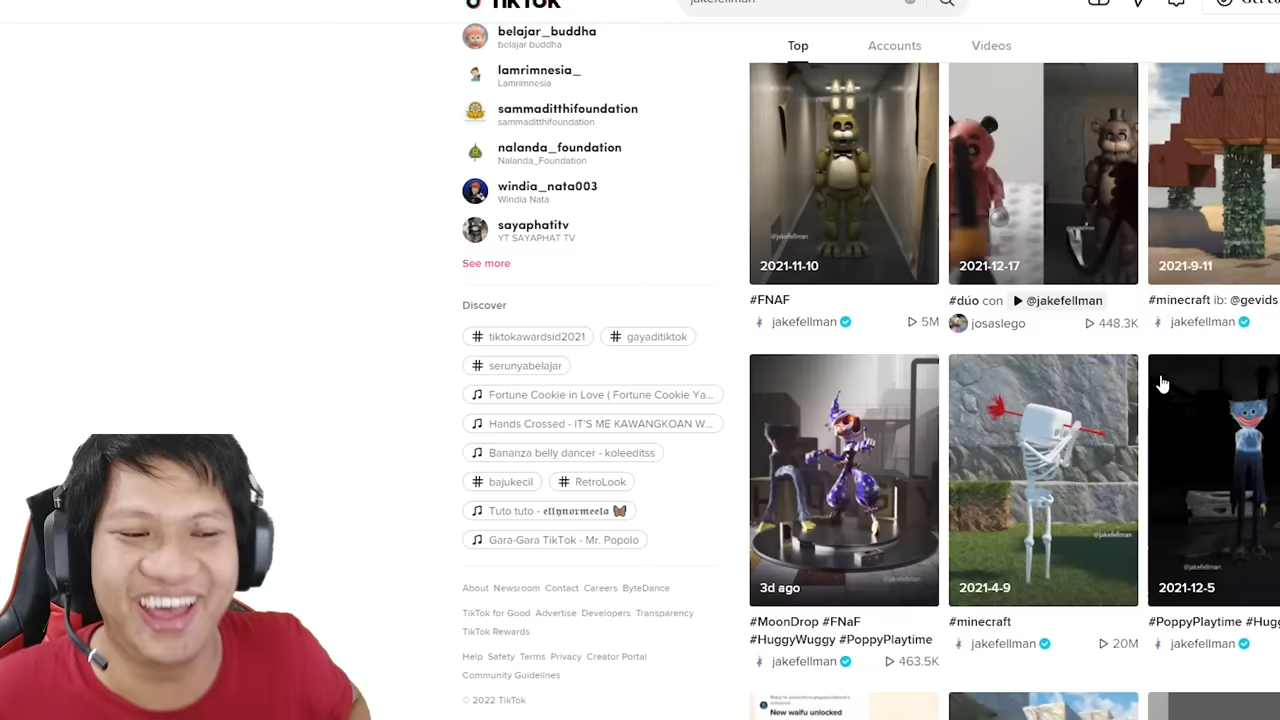 TikTok
jakefellman
belajar_buddha
belajar buddha
lamrimnesia_
Lamrimnesia
sammaditthifoundation
sammaditthifoundation
nalanda_foundation
Nalanda_Foundation
windia_nata003
Windia Nata
sayaphatitv
YT SAYAPHAT TV
See more
Discover
# tiktokawardsid2021
# gayaditiktok
# serunyabelajar
Fortune Cookie in Love ( Fortune Cookie Ya...
Hands Crossed - IT'S ME KAWANGKOAN W...
Bananza belly dancer - koleeditss
# bajukecil
# RetroLook
Tuto tuto - ellynormeela 🦋
Gara-Gara TikTok - Mr. Popolo
About Newsroom Contact Careers ByteDance
TikTok for Good Advertise Developers Transparency
TikTok Rewards
Help Safety Terms Privacy Creator Portal
Community Guidelines
© 2022 TikTok
Top Accounts Videos
@jakefellman
2021-11-10
#FNAF
jakefellman
5M
@jakefellman
2021-12-17
#dúo con @jakefellman
josaslego
448.3K
2021-9-11
#minecraft ib: @gevids
jakefellman
@jakefellman
3d ago
#MoonDrop #FNaF
#HuggyWuggy #PoppyPlaytime
jakefellman
463.5K
@jakefellman
2021-4-9
#minecraft
jakefellman
20M
@jakefellman
2021-12-5
#PoppyPlaytime #Hugg
jakefellman
New waifu unlocked